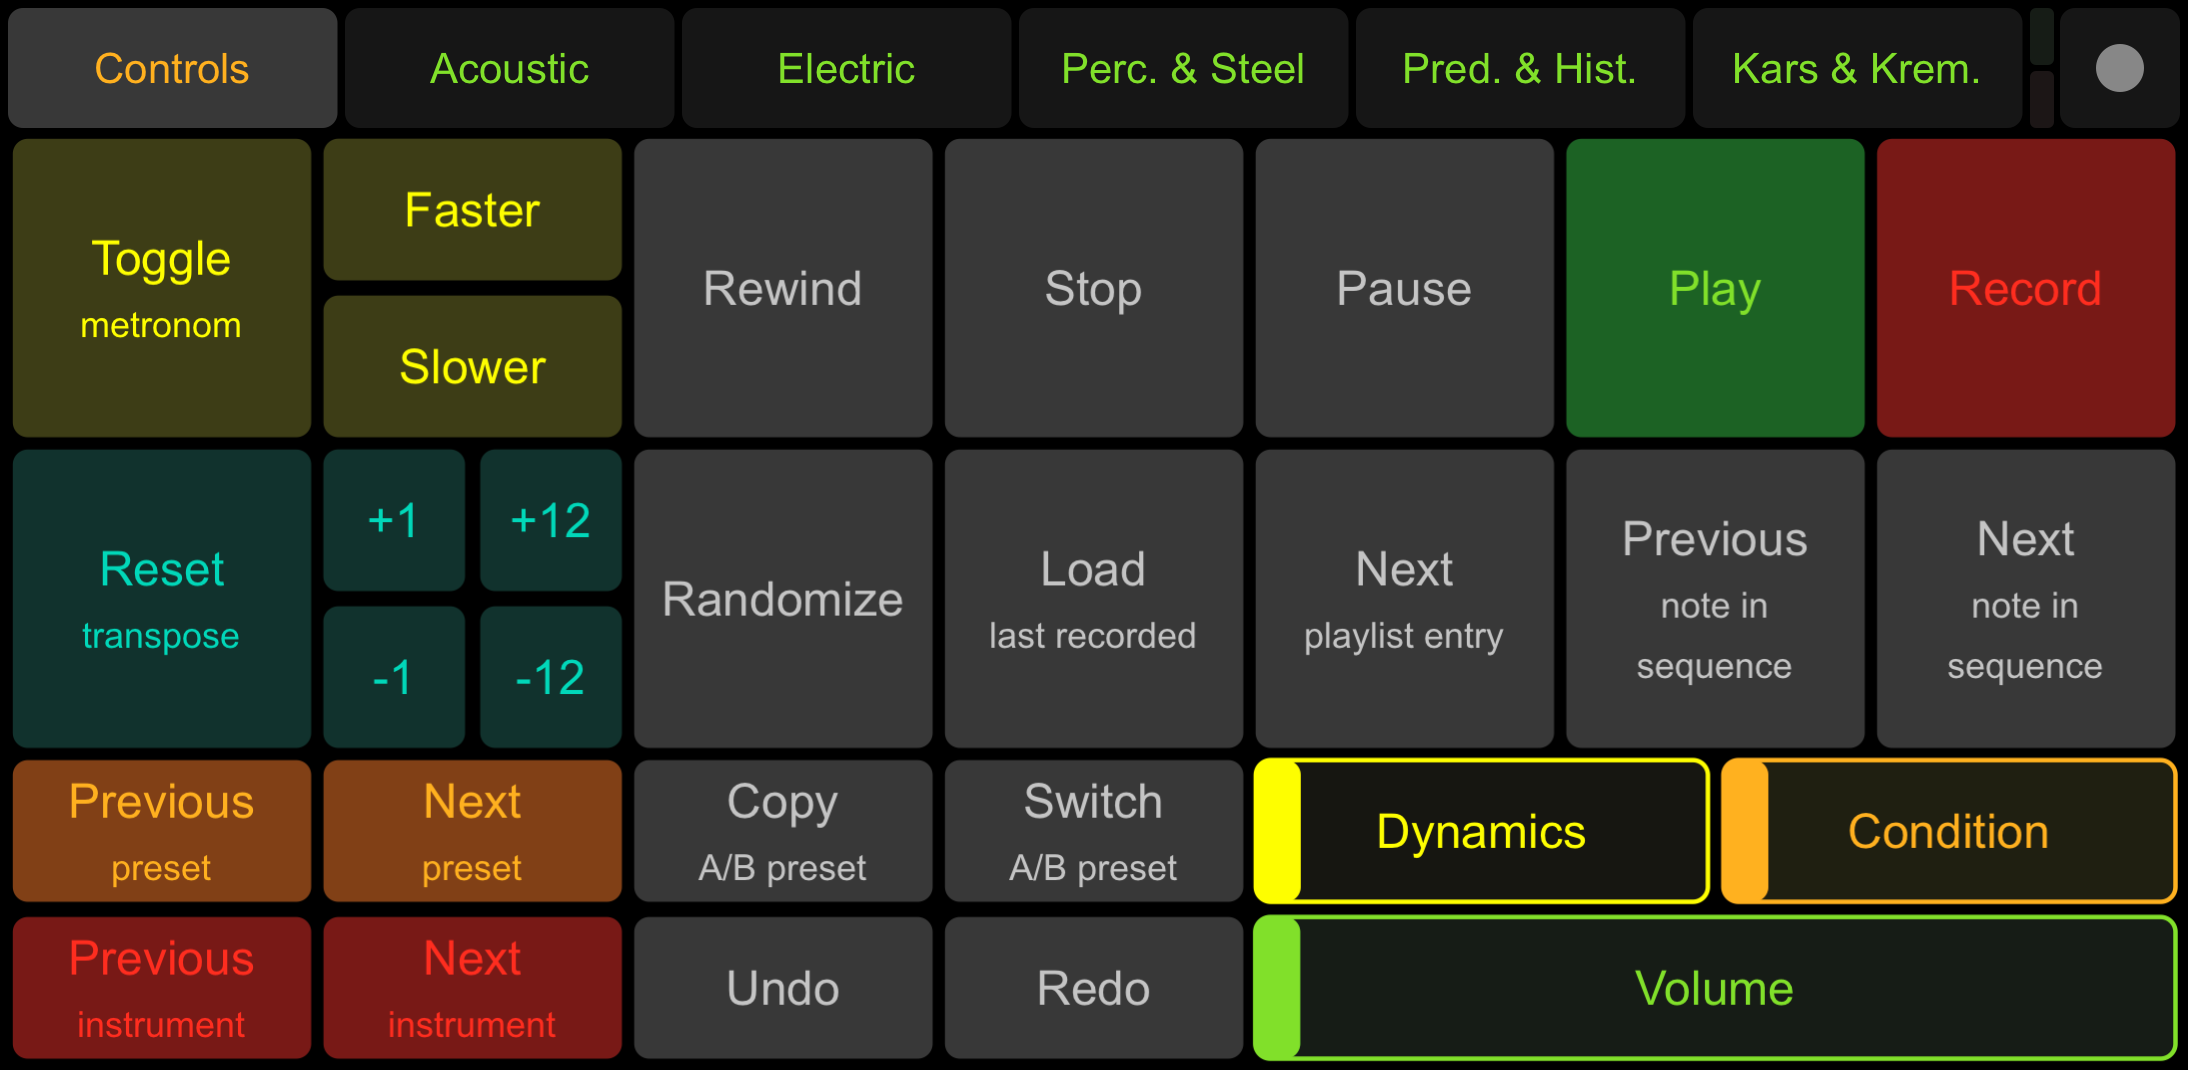 Controls
Acoustic
Electric
Perc. & Steel
Pred. & Hist.
Kars & Krem.
Toggle
metronom
Faster
Slower
Rewind
Stop
Pause
Play
Record
Reset
transpose
+1
+12
-1
-12
Randomize
Load
last recorded
Next
playlist entry
Previous
note in
sequence
Next
note in
sequence
Previous
preset
Next
preset
Copy
A/B preset
Switch
A/B preset
Dynamics
Condition
Previous
instrument
Next
instrument
Undo
Redo
Volume